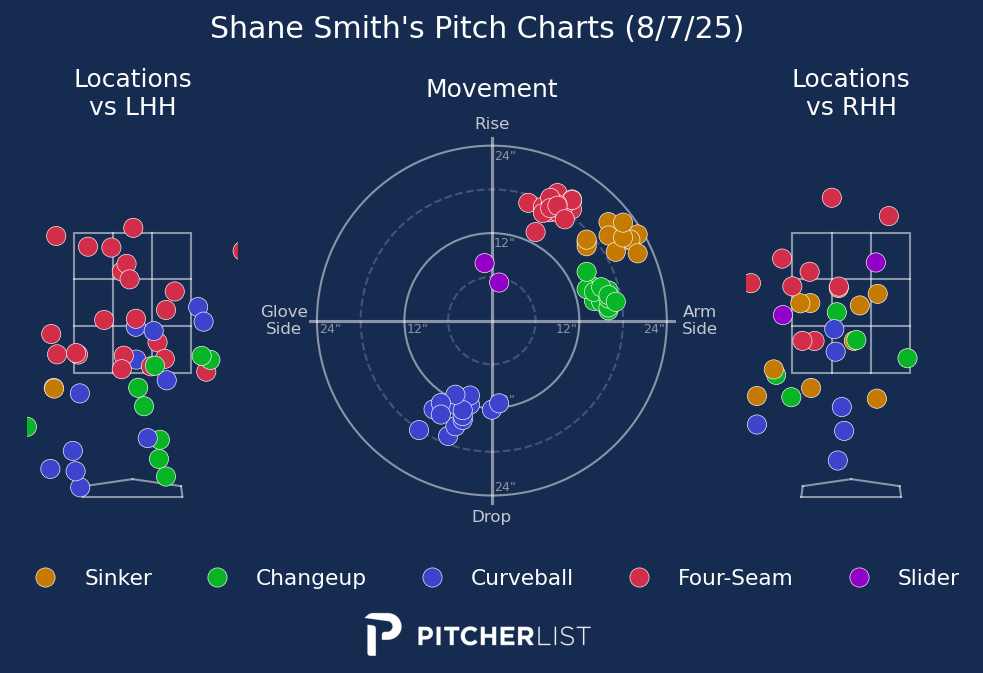 Shane Smith's Pitch Charts (8/7/25)
Locations
vs LHH
Movement
Locations
vs RHH
Rise
24"
12"
Glove
Side
24"
12"
12"
24"
Arm
Side
24"
Drop
Sinker
Changeup
Curveball
Four-Seam
Slider
PITCHERLIST